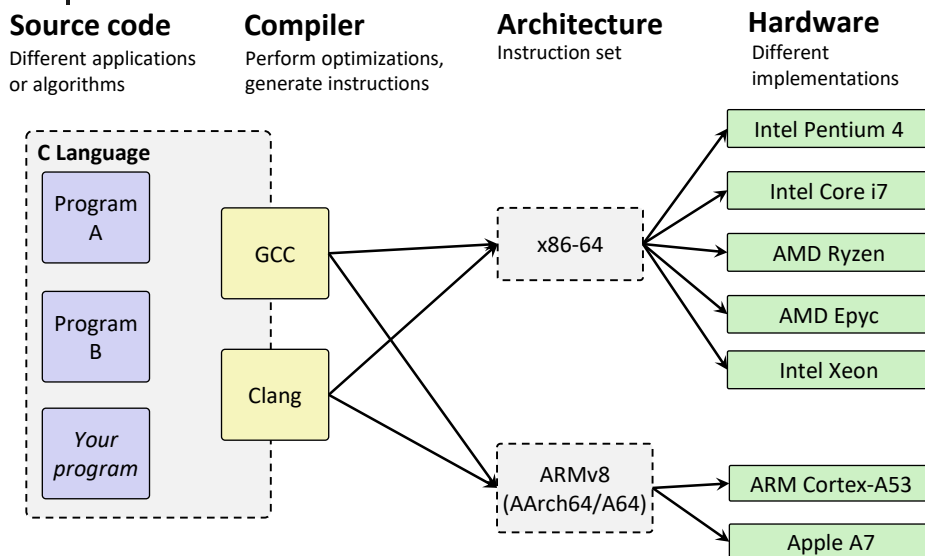 Source code
Different applications
or algorithms
Compiler
Perform optimizations,
generate instructions
Architecture
Instruction set
Hardware
Different
implementations
C Language
Program
A
Program
B
Your
program
GCC
Clang
x86-64
ARMv8
(AArch64/A64)
Intel Pentium 4
Intel Core i7
AMD Ryzen
AMD Epyc
Intel Xeon
ARM Cortex-A53
Apple A7